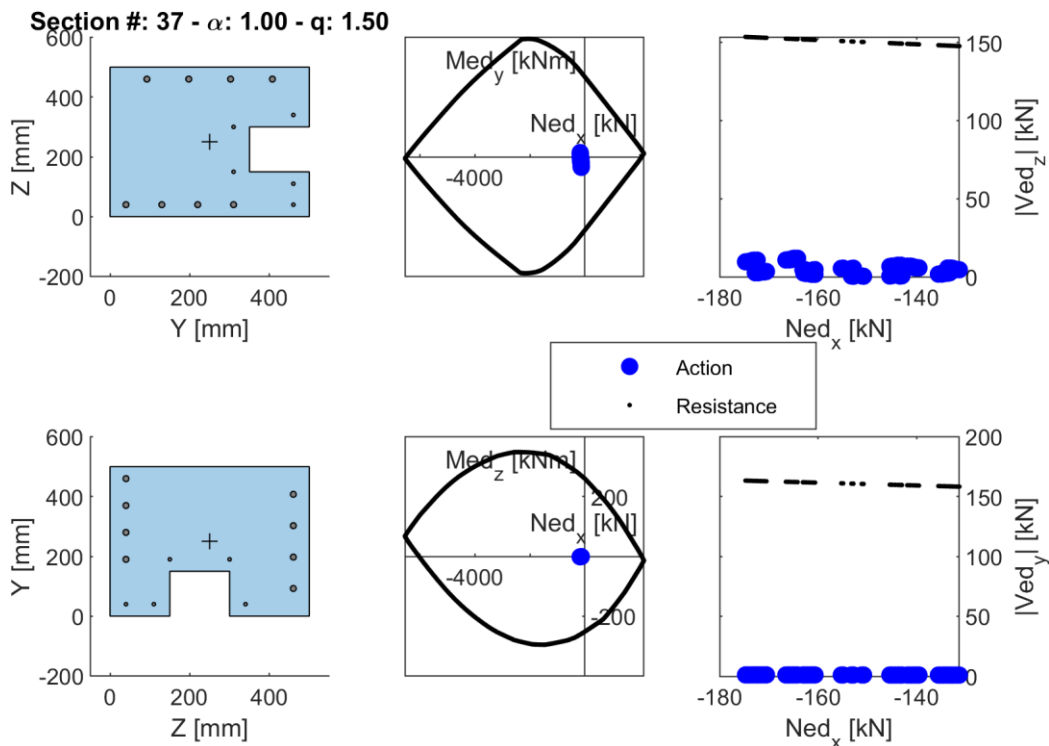 Section #: 37 - α: 1.00 - q: 1.50
600
400
200
0
-200
Z [mm]
0 200 400
Y [mm]
Med_y [kNm]
Ned_x [kN]
-4000
150
100
50
0
|Ved_z| [kN]
-180 -160 -140
Ned_x [kN]
Action
Resistance
600
400
200
0
-200
Y [mm]
0 200 400
Z [mm]
Med_z [kNm]
200
Ned_x [kN]
-4000
-200
200
150
100
50
0
|Ved_y| [kN]
-180 -160 -140
Ned_x [kN]